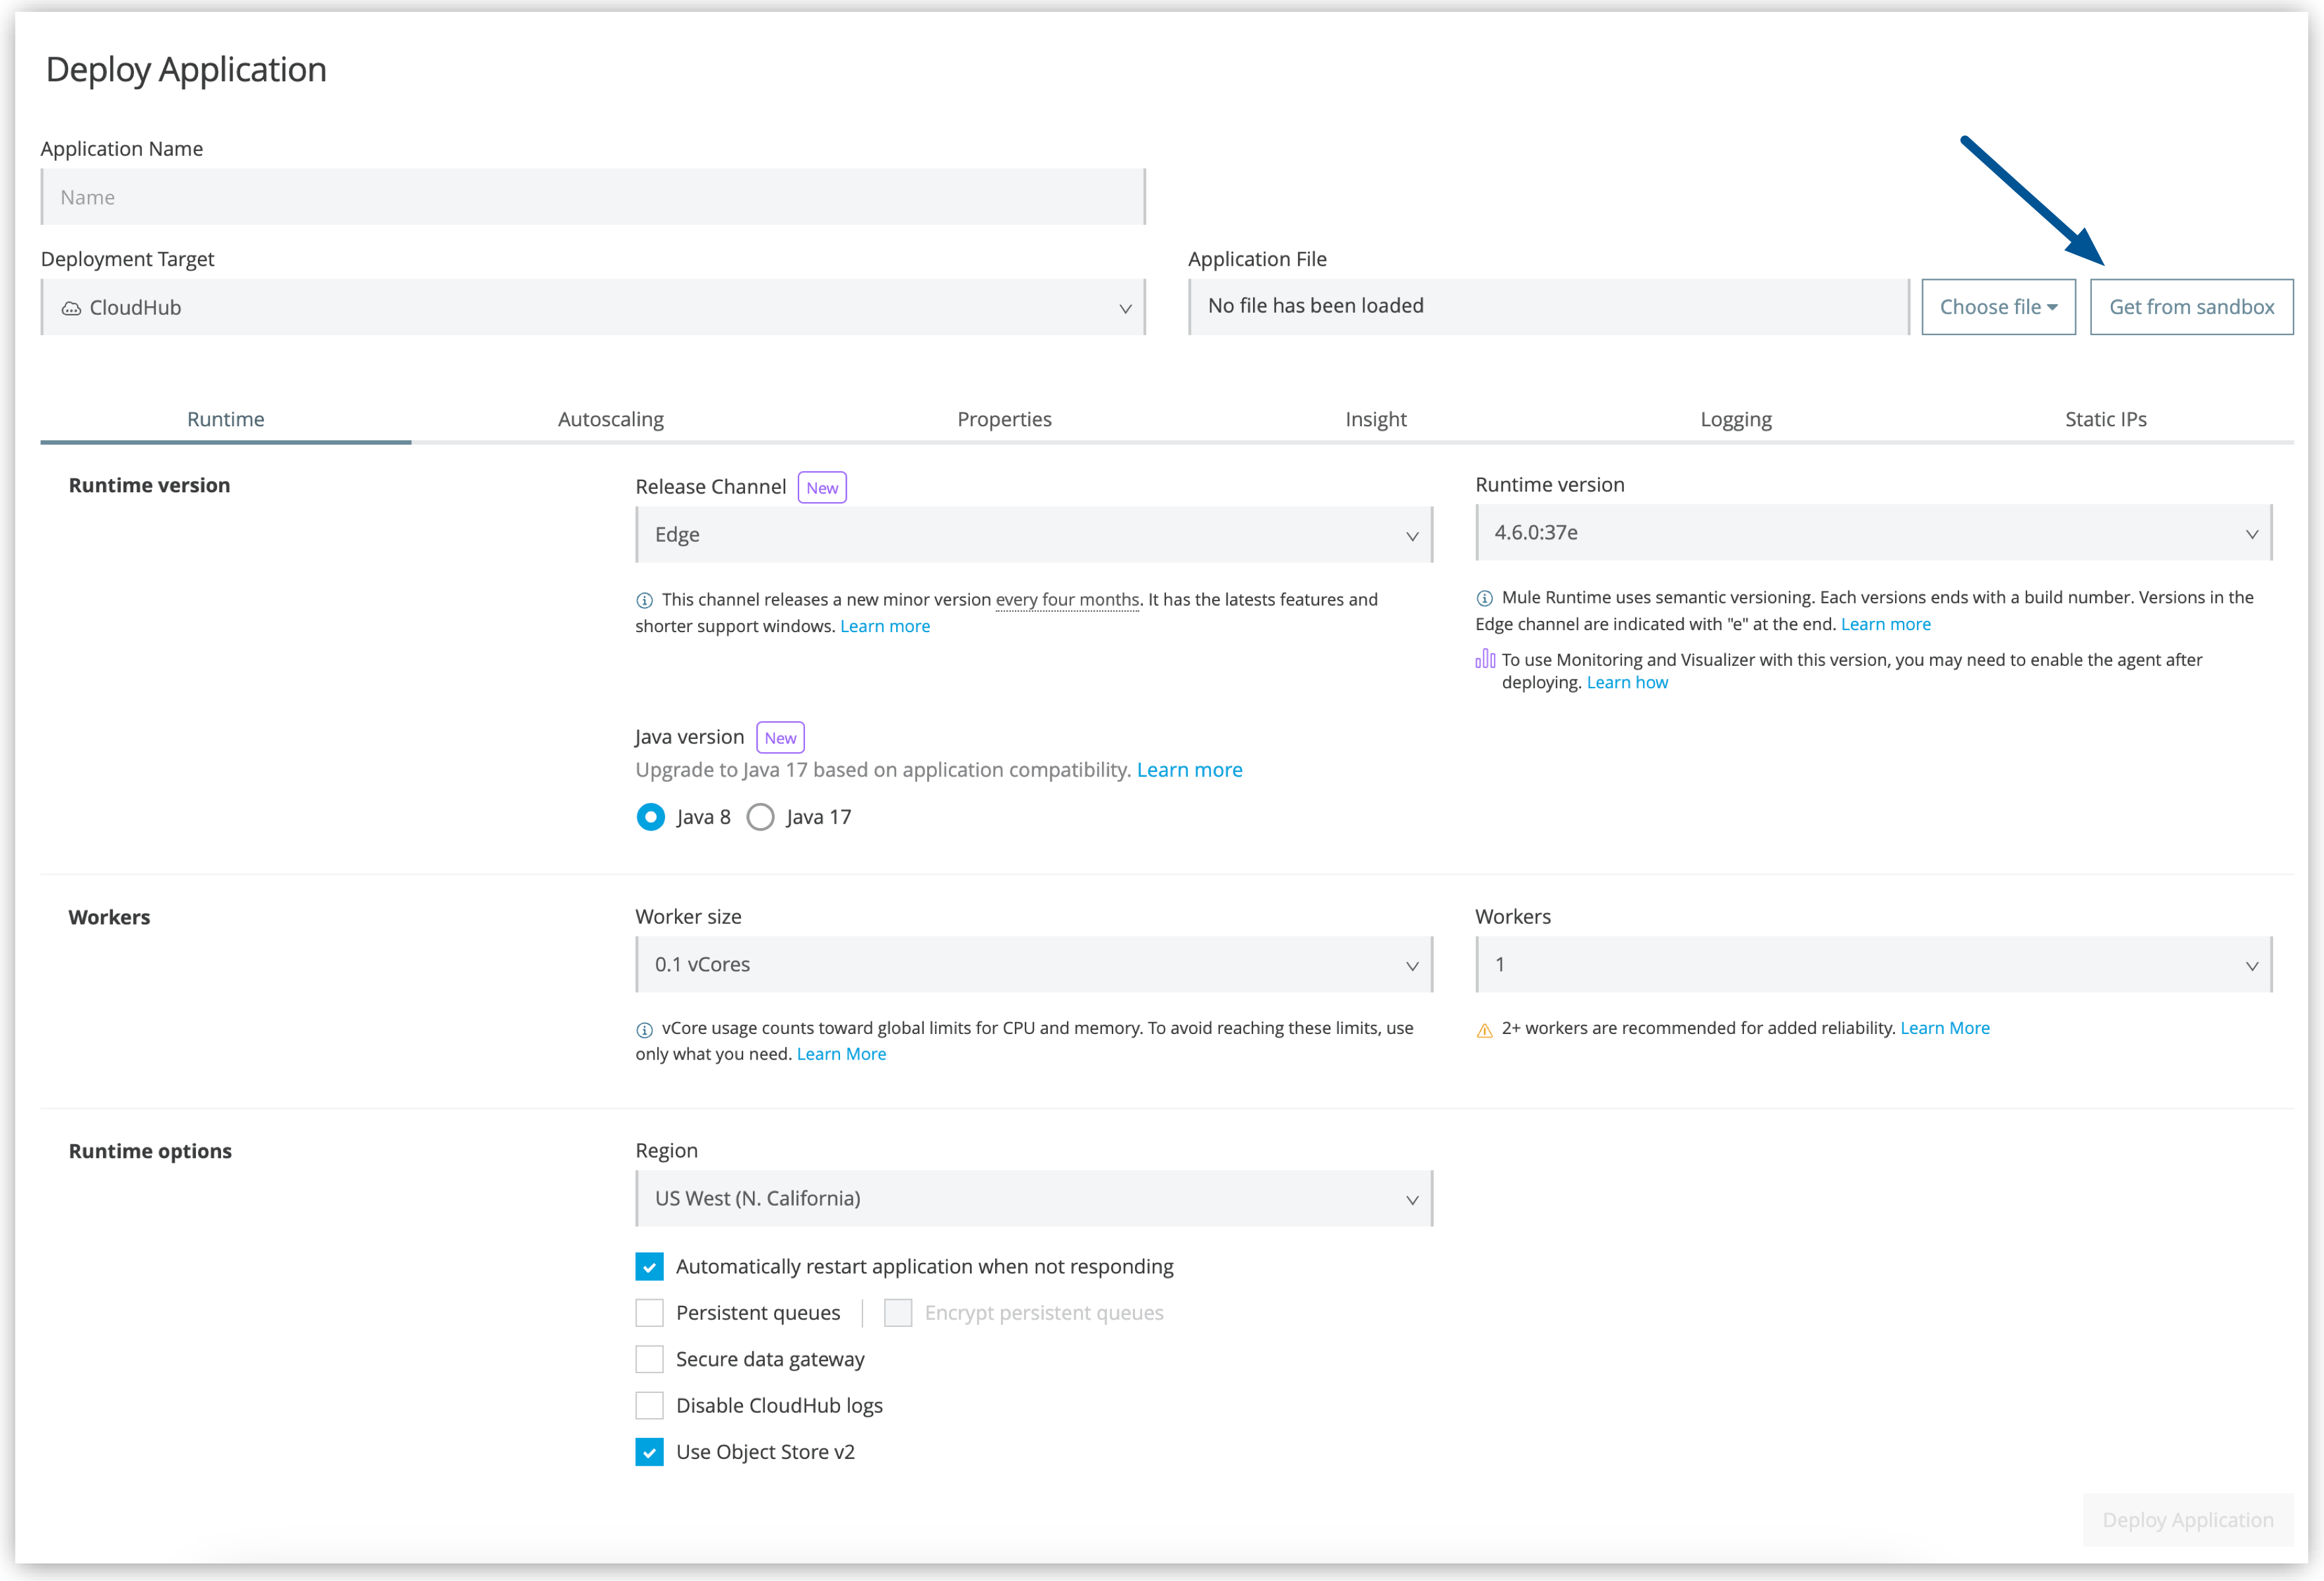 Deploy Application
Application Name
Name
Deployment Target
CloudHub
Application File
No file has been loaded
Choose file
Get from sandbox
Runtime
Autoscaling
Properties
Insight
Logging
Static IPs
Runtime version
Release Channel New
Edge
This channel releases a new minor version every four months. It has the latests features and
shorter support windows. Learn more
Runtime version
4.6.0:37e
Mule Runtime uses semantic versioning. Each versions ends with a build number. Versions in the
Edge channel are indicated with "e" at the end. Learn more
To use Monitoring and Visualizer with this version, you may need to enable the agent after
deploying. Learn how
Java version New
Upgrade to Java 17 based on application compatibility. Learn more
Java 8
Java 17
Workers
Worker size
0.1 vCores
vCore usage counts toward global limits for CPU and memory. To avoid reaching these limits, use
only what you need. Learn More
Workers
1
2+ workers are recommended for added reliability. Learn More
Runtime options
Region
US West (N. California)
Automatically restart application when not responding
Persistent queues
Encrypt persistent queues
Secure data gateway
Disable CloudHub logs
Use Object Store v2
Deploy Application